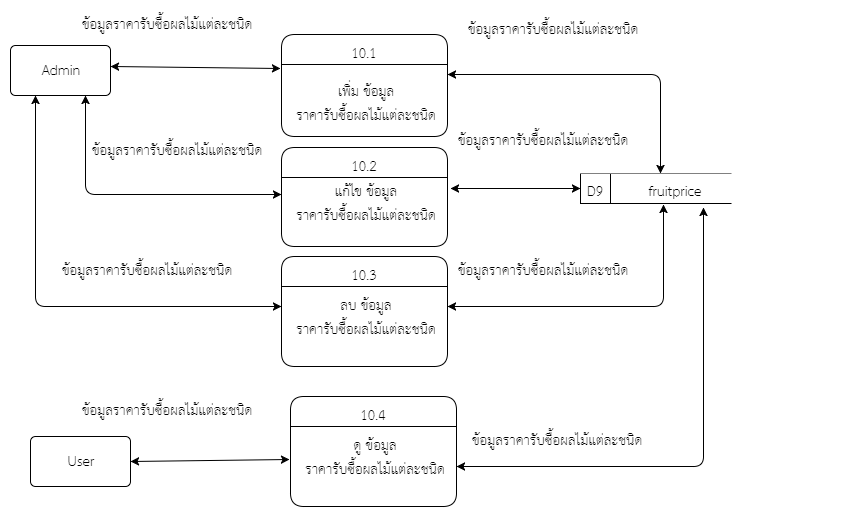 ข้อมูลราคารับซื้อผลไม้แต่ละชนิด
ข้อมูลราคารับซื้อผลไม้แต่ละชนิด
10.1
Admin
เพิ่ม ข้อมูล
ราคารับซื้อผลไม้แต่ละชนิด
ข้อมูลราคารับซื้อผลไม้แต่ละชนิด
ข้อมูลราคารับซื้อผลไม้แต่ละชนิด
10.2
แก้ไข ข้อมูล
ราคารับซื้อผลไม้แต่ละชนิด
D9
fruitprice
ข้อมูลราคารับซื้อผลไม้แต่ละชนิด
ข้อมูลราคารับซื้อผลไม้แต่ละชนิด
10.3
ลบ ข้อมูล
ราคารับซื้อผลไม้แต่ละชนิด
ข้อมูลราคารับซื้อผลไม้แต่ละชนิด
10.4
ข้อมูลราคารับซื้อผลไม้แต่ละชนิด
ดู ข้อมูล
ราคารับซื้อผลไม้แต่ละชนิด
User